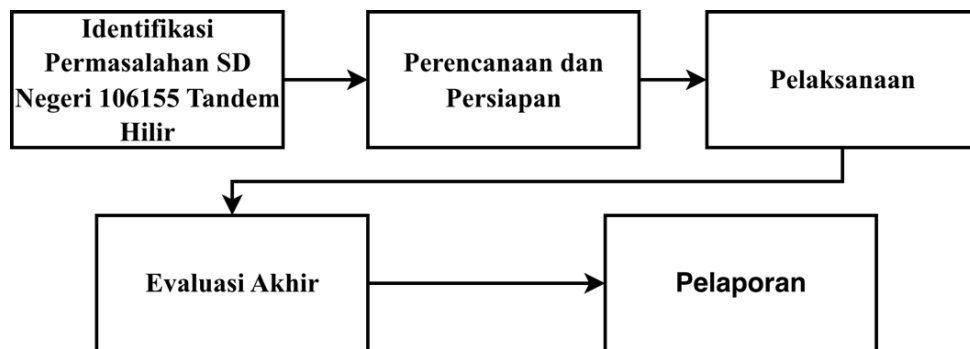 Identifikasi
Permasalahan SD
Negeri 106155 Tandem
Hilir
Perencanaan dan
Persiapan
Pelaksanaan
Evaluasi Akhir
Pelaporan